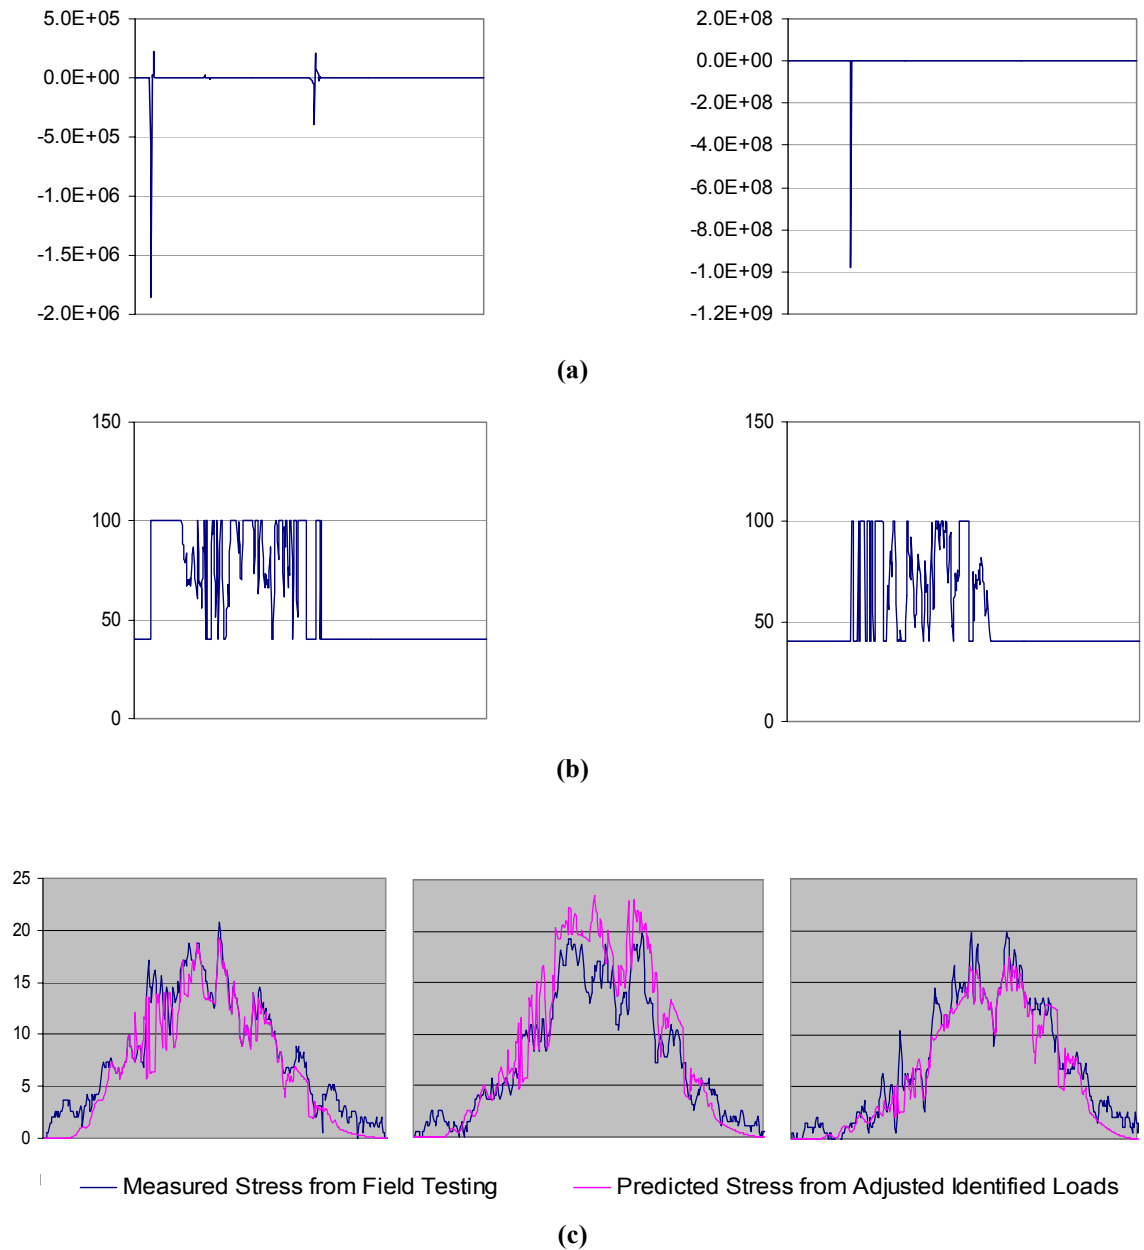 5.0E+05
0.0E+00
-5.0E+05
-1.0E+06
-1.5E+06
-2.0E+06
2.0E+08
0.0E+00
-2.0E+08
-4.0E+08
-6.0E+08
-8.0E+08
-1.0E+09
-1.2E+09
(a)
150
100
50
0
150
100
50
0
(b)
25
20
15
10
5
0
Measured Stress from Field Testing
Predicted Stress from Adjusted Identified Loads
(c)